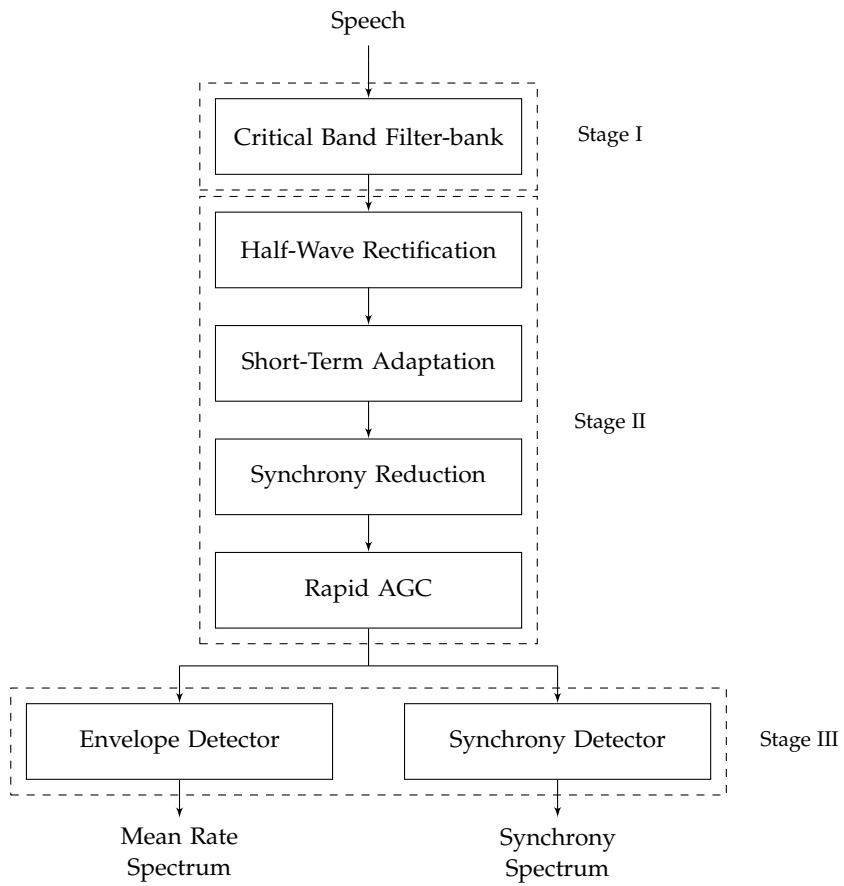 Speech
Critical Band Filter-bank
Stage I
Half-Wave Rectification
Short-Term Adaptation
Stage II
Synchrony Reduction
Rapid AGC
Envelope Detector
Synchrony Detector
Stage III
Mean Rate
Spectrum
Synchrony
Spectrum